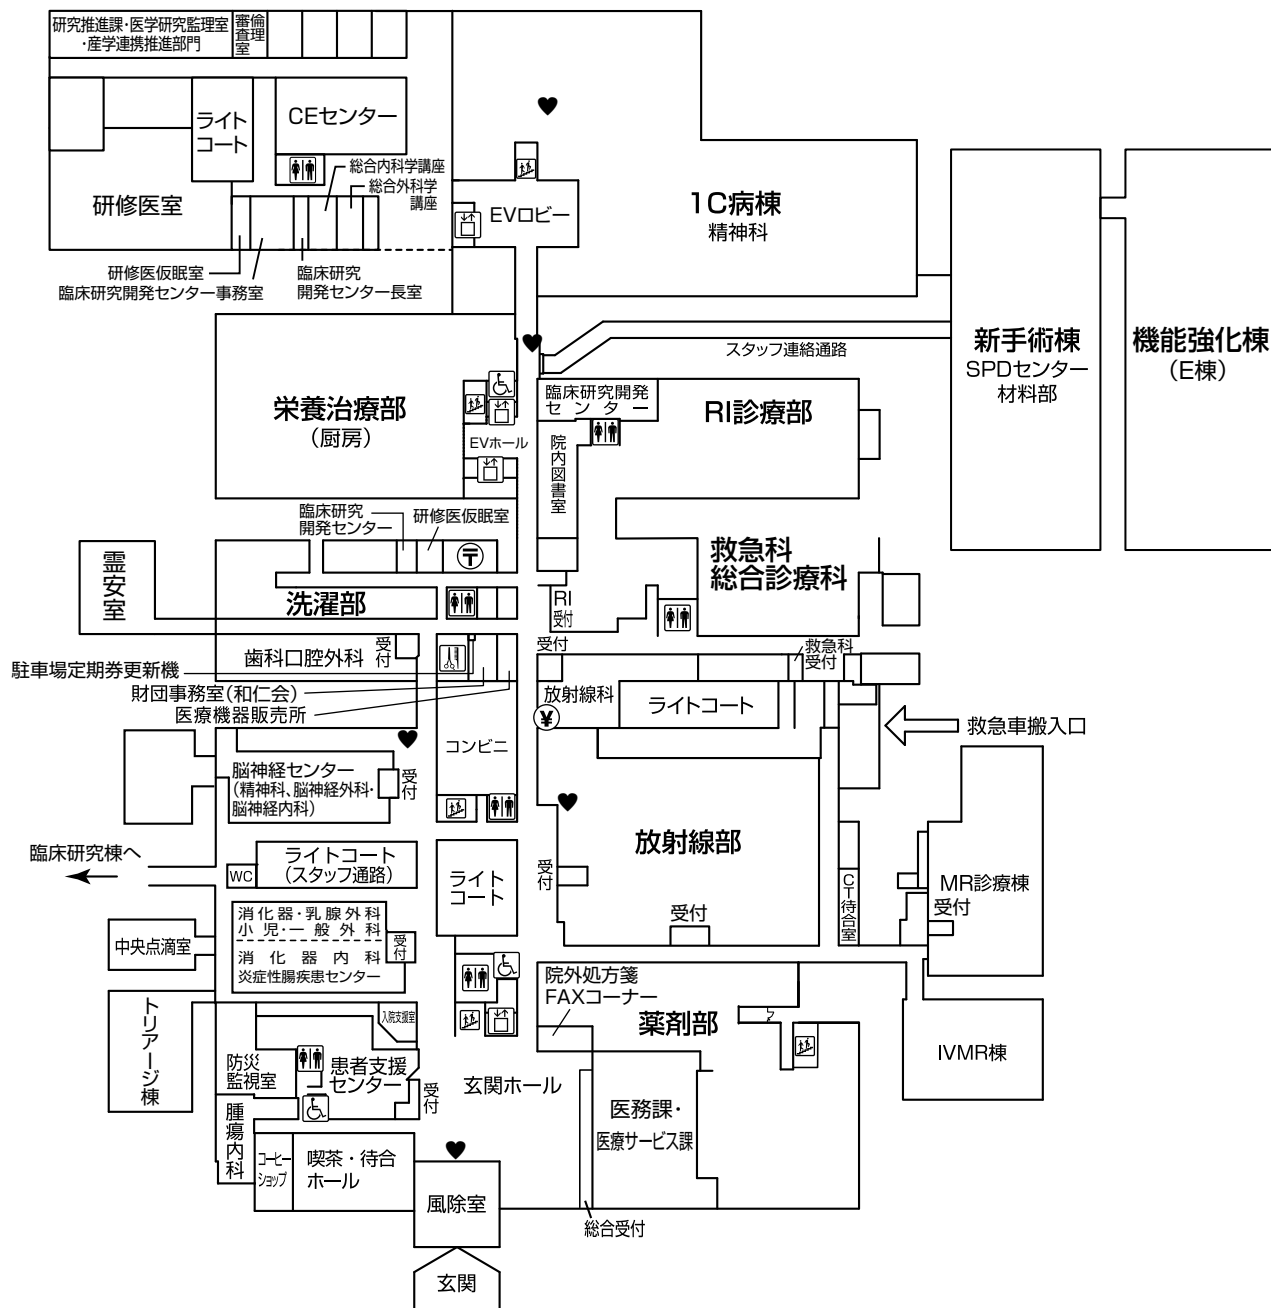 研究推進課・医学研究監理室
・産学連携推進部門
倫理
審査室
ライト
コート
CEセンター
総合内科学講座
総合外科学
講座
研修医室
EVロビー
1C病棟
精神科
研修医仮眠室
臨床研究開発センター事務室
臨床研究
開発センター長室
スタッフ連絡通路
新手術棟
SPDセンター
材料部
機能強化棟
(E棟)
栄養治療部
(厨房)
EVホール
臨床研究開発
センター
RI診療部
院内図書室
臨床研究
開発センター
研修医仮眠室
〒
霊安室
洗濯部
救急科
総合診療科
RI
受付
歯科口腔外科
受付
受付
救急科
受付
駐車場定期券更新機
財団事務室(和仁会)
医療機器販売所
放射線科
¥
ライトコート
救急車搬入口
コンビニ
脳神経センター
(精神科、脳神経外科・
脳神経内科)
受付
放射線部
受付
受付
臨床研究棟へ
WC
ライトコート
(スタッフ通路)
ライト
コート
CT待合室
MR診療棟
受付
中央点滴室
消化器・乳腺外科
小児・一般外科
消化器内科
炎症性腸疾患センター
受付
院外処方箋
FAXコーナー
薬剤部
トリアージ棟
入院支援室
防災
監視室
患者支援
センター
受付
玄関ホール
IVMR棟
医務課・
医療サービス課
腫瘍内科
コーヒー
ショップ
喫茶・待合
ホール
風除室
総合受付
玄関